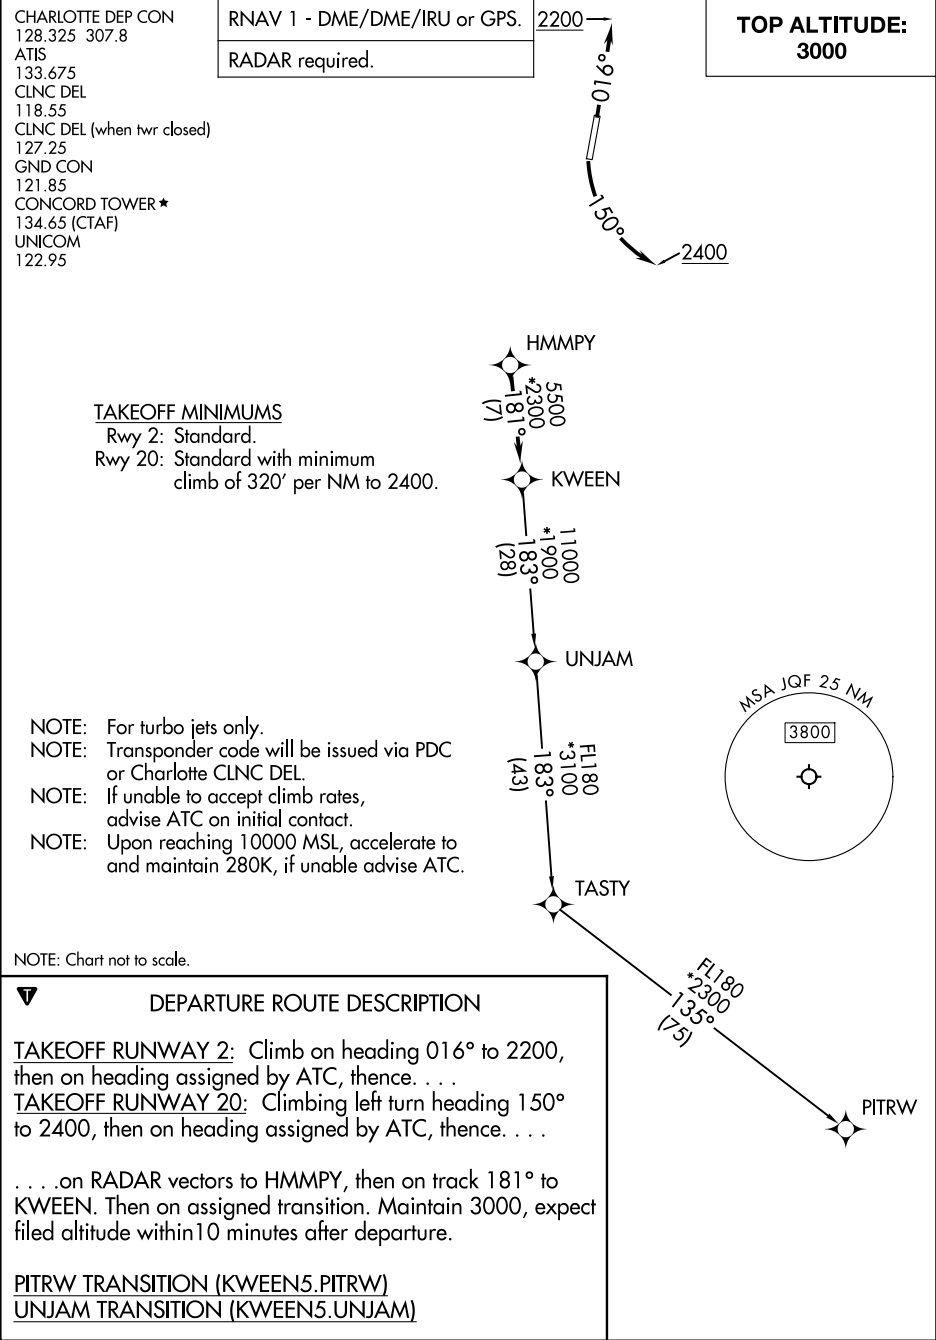 CHARLOTTE DEP CON
128.325 307.8
ATIS
133.675
CLNC DEL
118.55
CLNC DEL (when twr closed)
127.25
GND CON
121.85
CONCORD TOWER★
134.65 (CTAF)
UNICOM
122.95
RNAV 1 - DME/DME/IRU or GPS.
RADAR required.
2200
016°
150°
2400
TOP ALTITUDE:
3000
HMMPY
5500
*2300
181°
(7)
TAKEOFF MINIMUMS
Rwy 2: Standard.
Rwy 20: Standard with minimum
climb of 320' per NM to 2400.
KWEEN
11000
*1900
183°
(28)
UNJAM
MSA JQF 25 NM
3800
NOTE: For turbo jets only.
NOTE: Transponder code will be issued via PDC
or Charlotte CLNC DEL.
NOTE: If unable to accept climb rates,
advise ATC on initial contact.
NOTE: Upon reaching 10000 MSL, accelerate to
and maintain 280K, if unable advise ATC.
FL180
*3100
183°
(43)
TASTY
FL180
*2300
135°
(75)
PITRW
NOTE: Chart not to scale.
T
DEPARTURE ROUTE DESCRIPTION
TAKEOFF RUNWAY 2: Climb on heading 016° to 2200,
then on heading assigned by ATC, thence. . . .
TAKEOFF RUNWAY 20: Climbing left turn heading 150°
to 2400, then on heading assigned by ATC, thence. . . .
. . . .on RADAR vectors to HMMPY, then on track 181° to
KWEEN. Then on assigned transition. Maintain 3000, expect
filed altitude within10 minutes after departure.
PITRW TRANSITION (KWEEN5.PITRW)
UNJAM TRANSITION (KWEEN5.UNJAM)